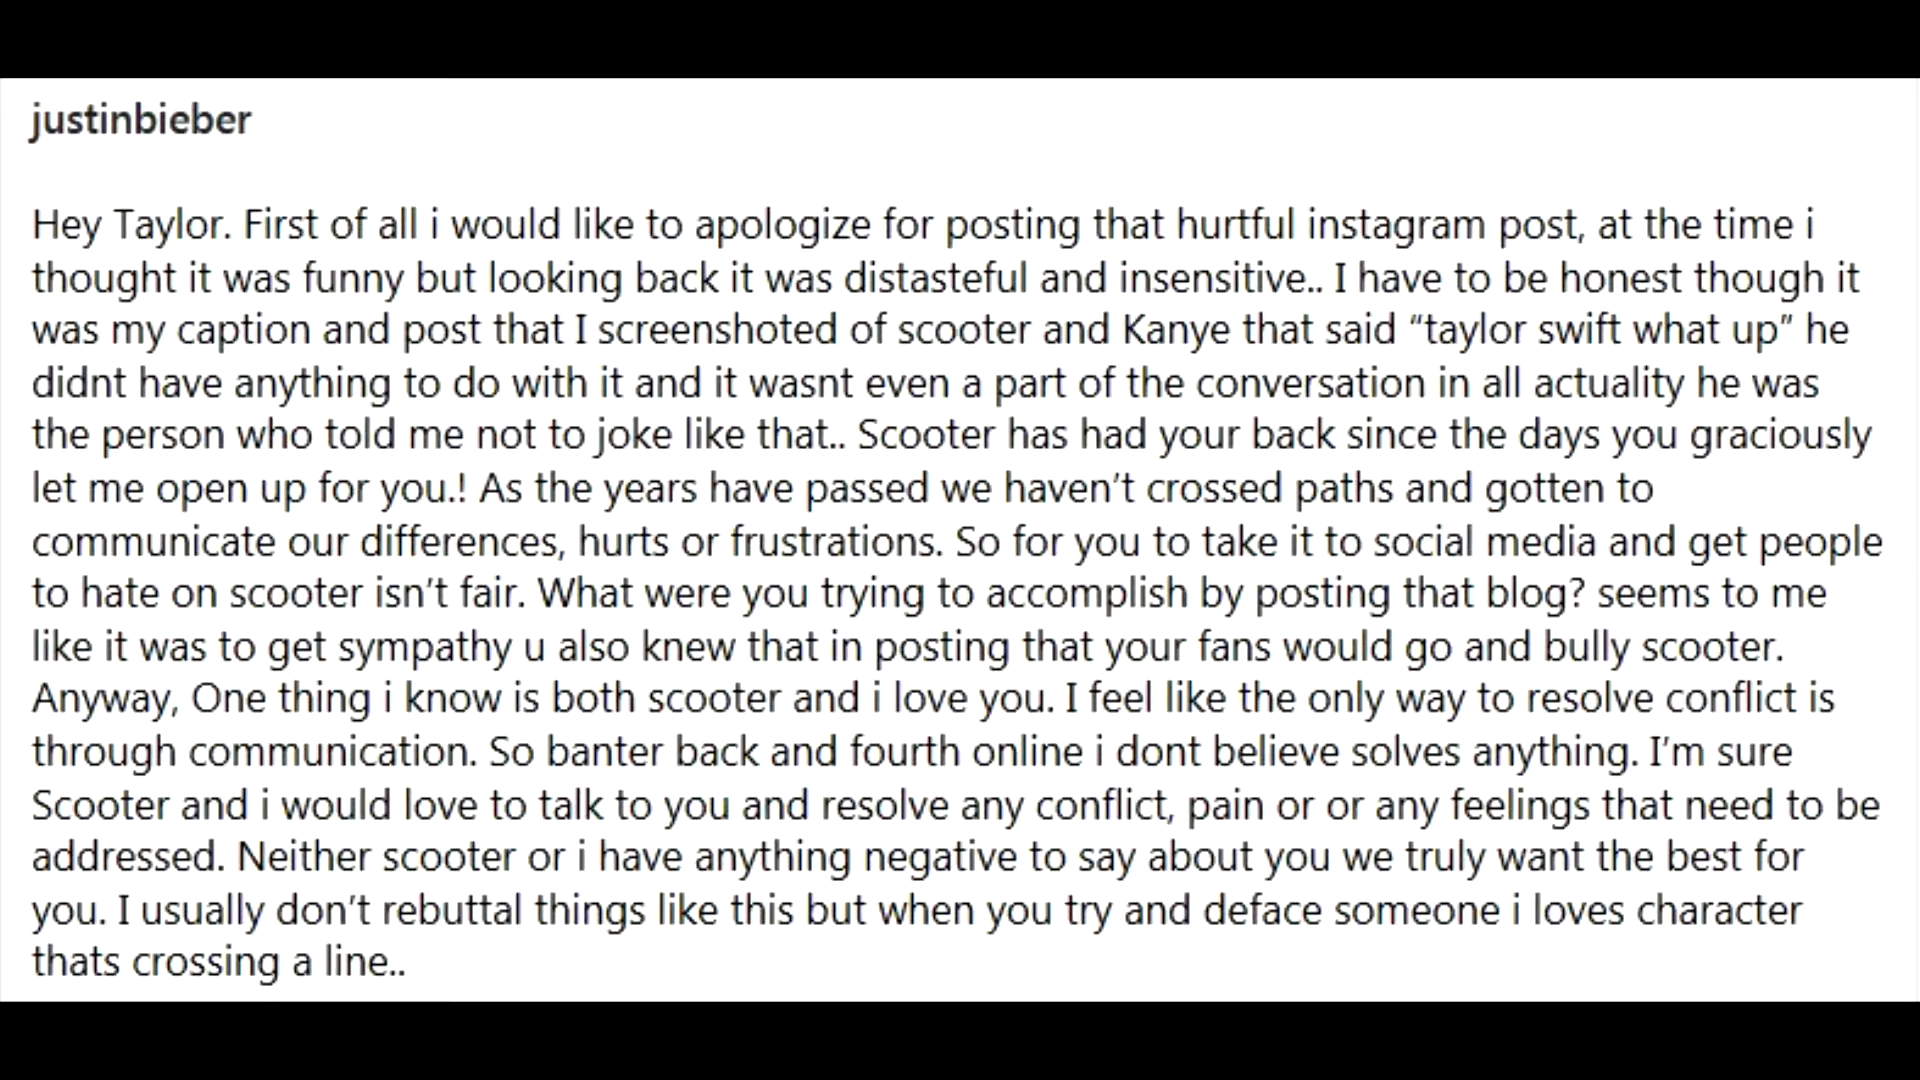 justinbieber
Hey Taylor. First of all i would like to apologize for posting that hurtful instagram post, at the time i
thought it was funny but looking back it was distasteful and insensitive.. I have to be honest though it
was my caption and post that I screenshoted of scooter and Kanye that said “taylor swift what up” he
didnt have anything to do with it and it wasnt even a part of the conversation in all actuality he was
the person who told me not to joke like that.. Scooter has had your back since the days you graciously
let me open up for you.! As the years have passed we haven’t crossed paths and gotten to
communicate our differences, hurts or frustrations. So for you to take it to social media and get people
to hate on scooter isn’t fair. What were you trying to accomplish by posting that blog? seems to me
like it was to get sympathy u also knew that in posting that your fans would go and bully scooter.
Anyway, One thing i know is both scooter and i love you. I feel like the only way to resolve conflict is
through communication. So banter back and fourth online i dont believe solves anything. I’m sure
Scooter and i would love to talk to you and resolve any conflict, pain or or any feelings that need to be
addressed. Neither scooter or i have anything negative to say about you we truly want the best for
you. I usually don’t rebuttal things like this but when you try and deface someone i loves character
thats crossing a line..